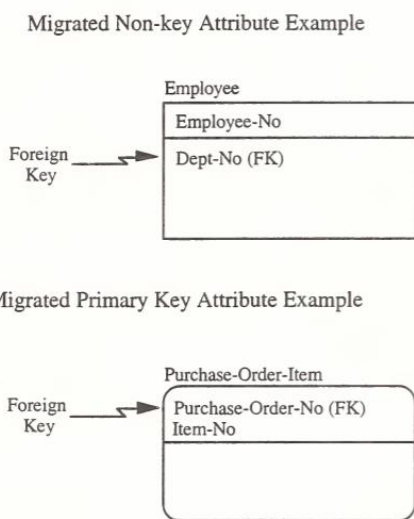 Migrated Non-key Attribute Example
Employee
Employee-No
Foreign
Key
Dept-No (FK)
Migrated Primary Key Attribute Example
Purchase-Order-Item
Foreign
Key
Purchase-Order-No (FK)
Item-No